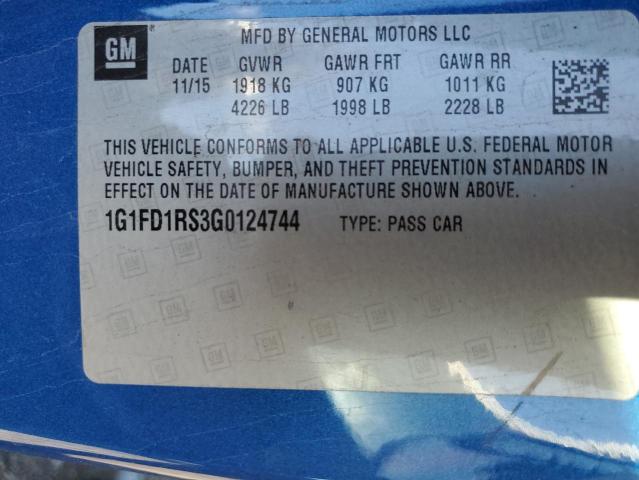 GM
MFD BY GENERAL MOTORS LLC
DATE GVWR GAWR FRT GAWR RR
11/15 1918 KG 907 KG 1011 KG
4226 LB 1998 LB 2228 LB
THIS VEHICLE CONFORMS TO ALL APPLICABLE U.S. FEDERAL MOTOR
VEHICLE SAFETY, BUMPER, AND THEFT PREVENTION STANDARDS IN
EFFECT ON THE DATE OF MANUFACTURE SHOWN ABOVE.
1G1FD1RS3G0124744 TYPE: PASS CAR